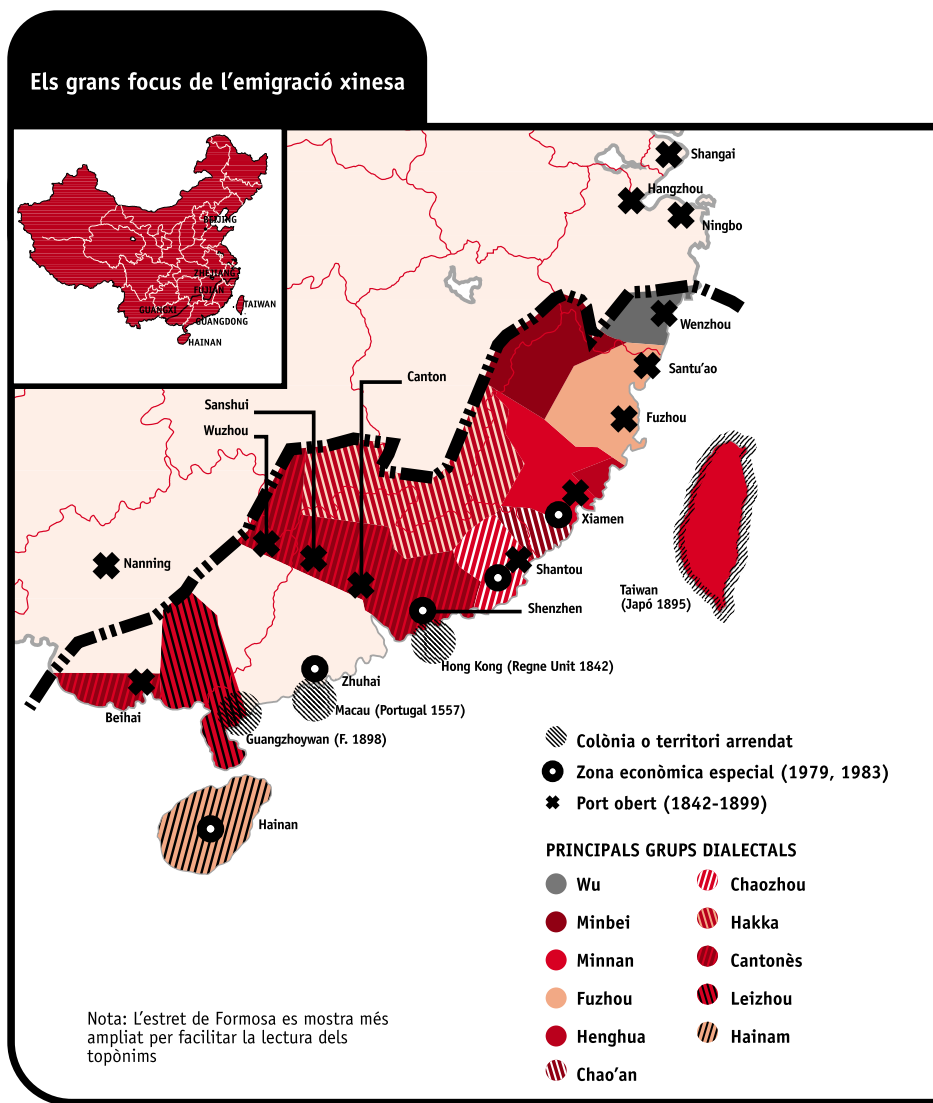 Els grans focus de l'emigració xinesa
BEIJING
ZHEJIANG
FUJIAN
TAIWAN
GUANGXI
GUANGDONG
HAINAN
Shangai
Hangzhou
Ningbo
Wenzhou
Santu'ao
Canton
Sanshui
Fuzhou
Wuzhou
Xiamen
Nanning
Shantou
Taiwan
(Japó 1895)
Shenzhen
Hong Kong (Regne Unit 1842)
Zhuhai
Macau (Portugal 1557)
Beihai
Guangzhoywan (F. 1898)
Hainan
Colònia o territori arrendat
Zona econòmica especial (1979, 1983)
Port obert (1842-1899)
PRINCIPALS GRUPS DIALECTALS
Wu
Minbei
Minnan
Fuzhou
Henghua
Chao'an
Chaozhou
Hakka
Cantonès
Leizhou
Hainam
Nota: L'estret de Formosa es mostra més
ampliat per facilitar la lectura dels
topònims